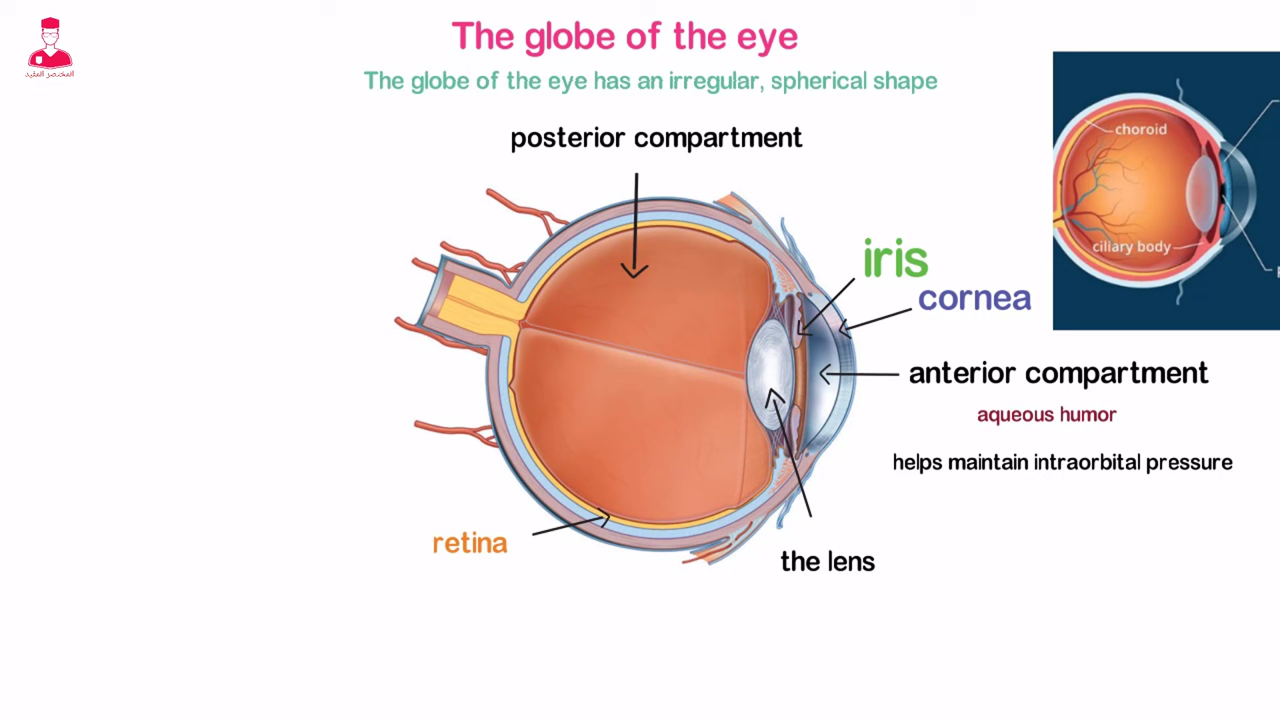 المختصر المفيد
The globe of the eye
The globe of the eye has an irregular, spherical shape
posterior compartment
choroid
iris
ciliary body
cornea
anterior compartment
aqueous humor
helps maintain intraorbital pressure
retina
the lens